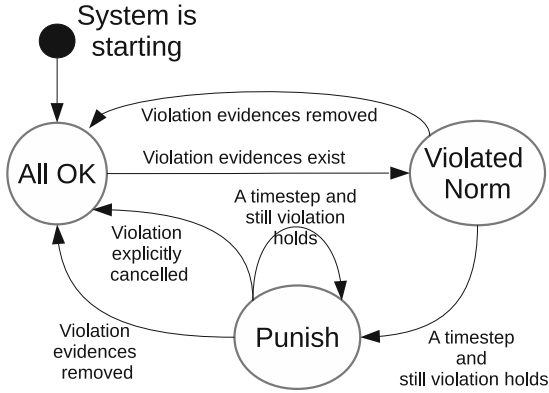 System is
starting
Violation evidences removed
All OK
Violation evidences exist
Violated
Norm
A timestep and
still violation
holds
Violation
explicitly
cancelled
Punish
Violation
evidences
removed
A timestep
and
still violation holds